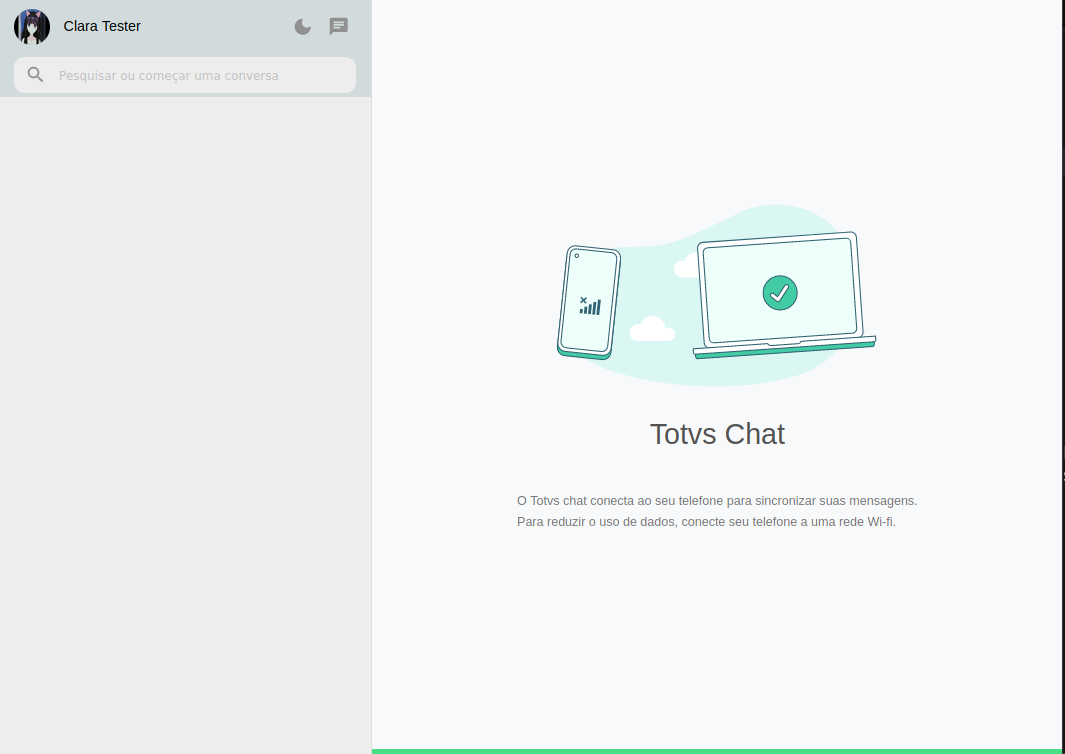 Clara Tester
Pesquisar ou começar uma conversa
Totvs Chat
O Totvs chat conecta ao seu telefone para sincronizar suas mensagens.
Para reduzir o uso de dados, conecte seu telefone a uma rede Wi-fi.